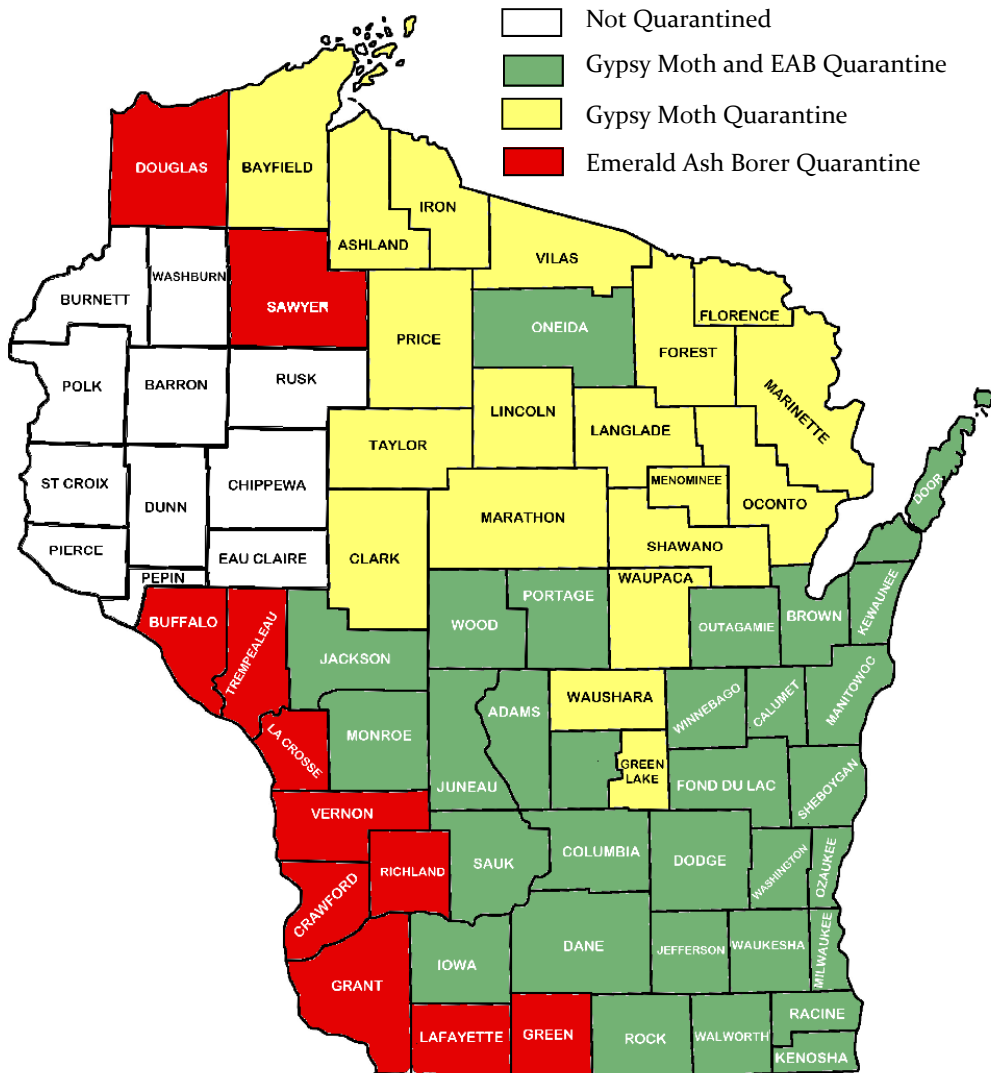 Not Quarantined
Gypsy Moth and EAB Quarantine
Gypsy Moth Quarantine
Emerald Ash Borer Quarantine
DOUGLAS
BAYFIELD
IRON
ASHLAND
VILAS
WASHBURN
BURNETT
SAWYER
FLORENCE
ONEIDA
PRICE
FOREST
RUSK
POLK
BARRON
MARINETTE
LINCOLN
LANGLADE
TAYLOR
ST CROIX
CHIPPEWA
MENOMINEE
DOOR
DUNN
OCONTO
MARATHON
PIERCE
EAU CLAIRE
CLARK
SHAWANO
PEPIN
WAUPACA
PORTAGE
BUFFALO
WOOD
OUTAGAMIE
BROWN
KEWAUNEE
TREMPEALEAU
JACKSON
WAUSHARA
WINNEBAGO
CALUMET
MANITOWOC
ADAMS
MONROE
LA CROSSE
GREEN
LAKE
JUNEAU
FOND DU LAC
SHEBOYGAN
VERNON
COLUMBIA
SAUK
DODGE
WASHINGTON
OZAUKEE
RICHLAND
CRAWFORD
DANE
JEFFERSON
WAUKESHA
MILWAUKEE
IOWA
GRANT
RACINE
LAFAYETTE
GREEN
ROCK
WALWORTH
KENOSHA